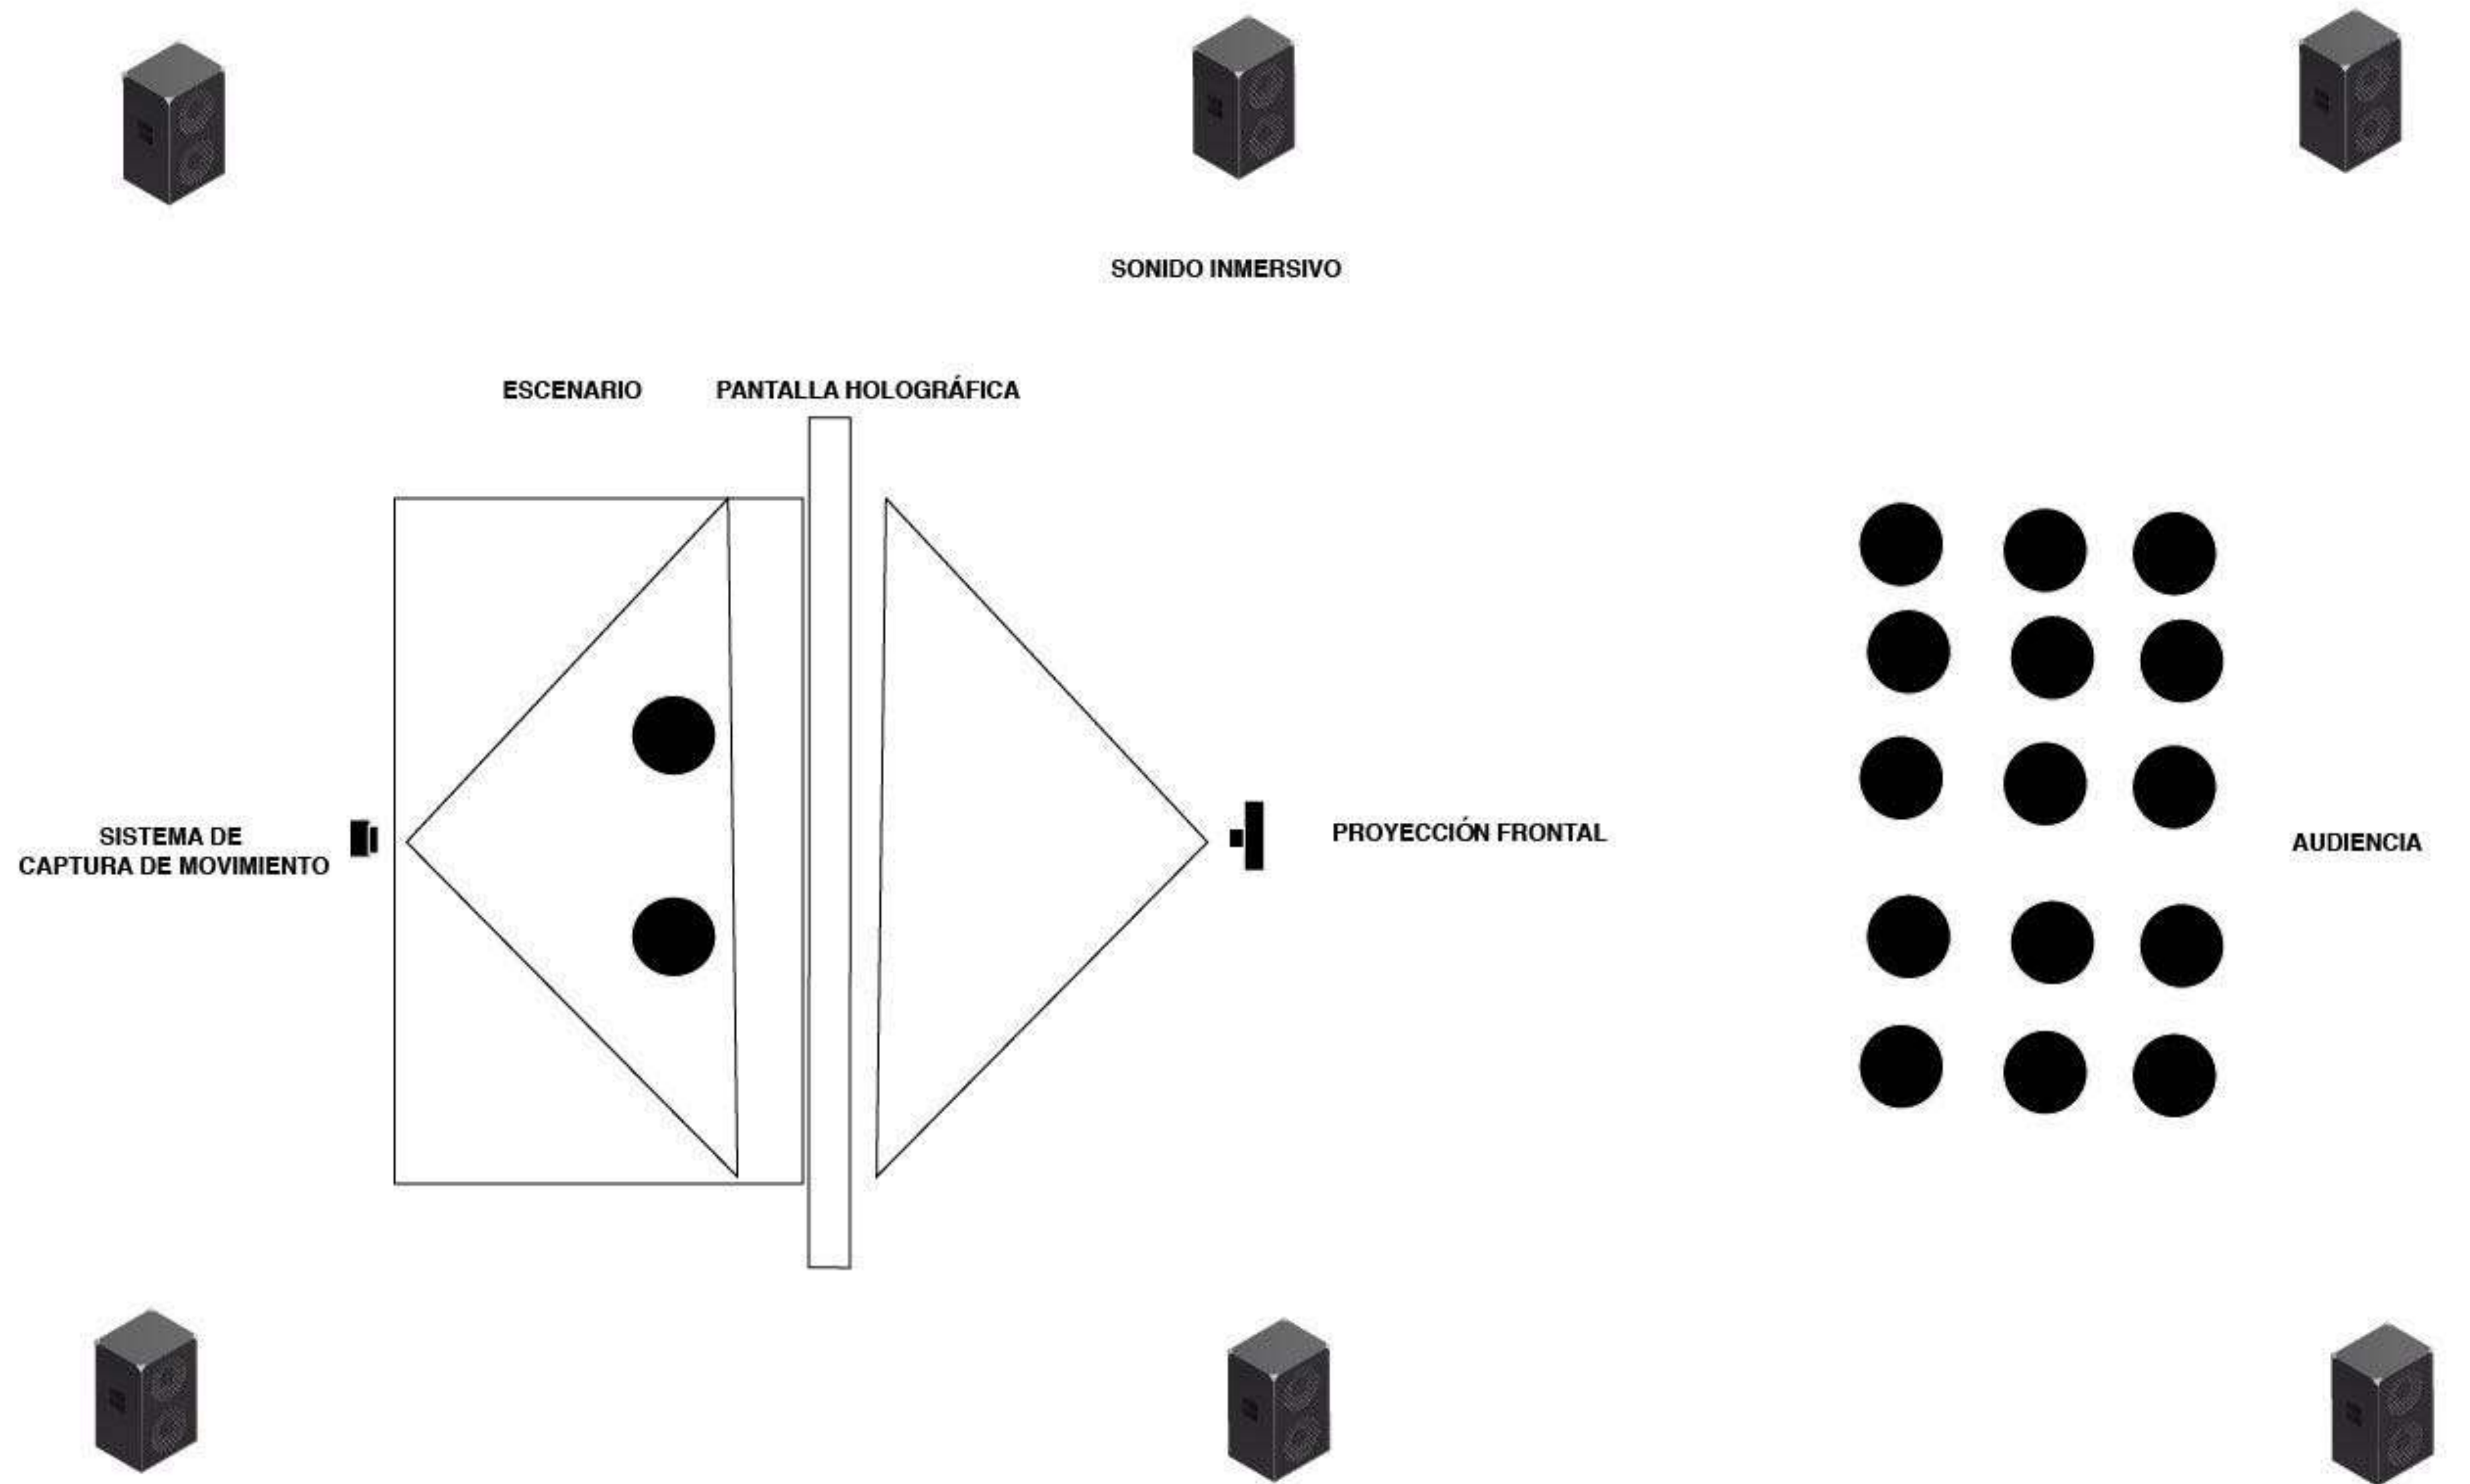 SONIDO INMERSIVO
ESCENARIO
PANTALLA HOLOGRÁFICA
SISTEMA DE
CAPTURA DE MOVIMIENTO
PROYECCIÓN FRONTAL
AUDIENCIA